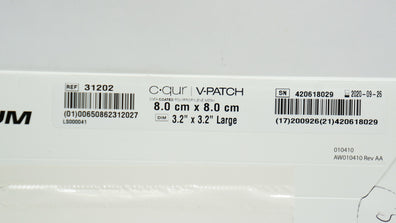 REF 31202
(01)00650862312027
LS000041
c·qur | V-PATCH
8.0 cm x 8.0 cm
DIM 3.2" x 3.2" Large
SN 420618029
2020-09-26
(17)200926(21)420618029
UM
010410
AW010410 Rev AA